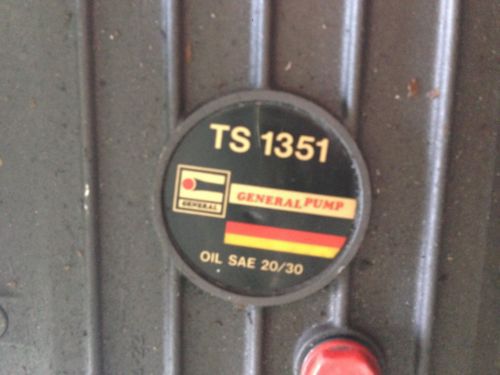 TS 1351
GENERAL
GENERAL PUMP
OIL SAE 20/30